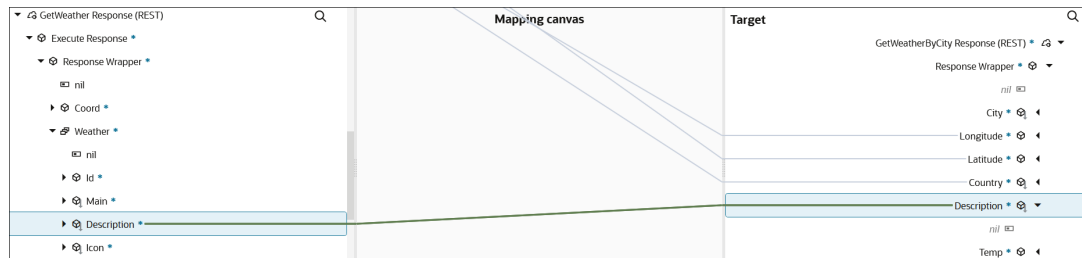 GetWeather Response (REST)
Execute Response *
Response Wrapper *
nil
Coord *
Weather *
nil
Id *
Main *
Description *
Icon *
Mapping canvas
Target
GetWeatherByCity Response (REST) *
Response Wrapper *
nil
City *
Longitude *
Latitude *
Country *
Description *
nil
Temp *